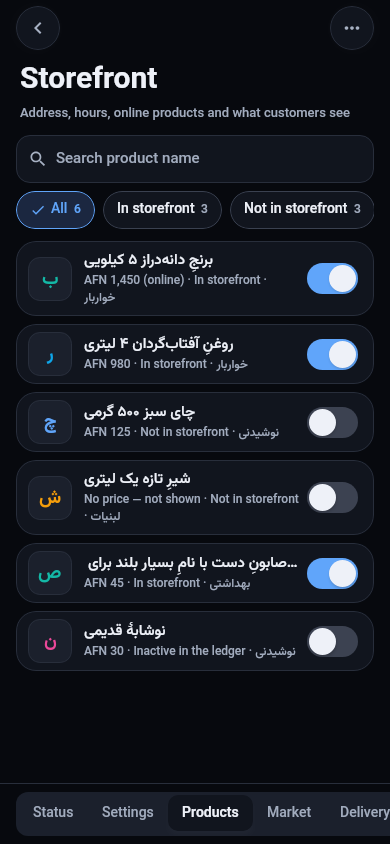 Storefront
Address, hours, online products and what customers see
Search product name
All 6
In storefront 3
Not in storefront 3
ب
برنجِ دانه‌دراز ۵ کیلویی
AFN 1,450 (online) · In storefront ·
خواربار
ر
روغنِ آفتاب‌گردان ۴ لیتری
AFN 980 · In storefront · خواربار
چ
چای سبز ۵۰۰ گرمی
AFN 125 · Not in storefront · نوشیدنی
ش
شیرِ تازه یک لیتری
No price — not shown · Not in storefront
· لبنیات
ص
صابونِ دست با نامِ بسیار بلند برای…
AFN 45 · In storefront · بهداشتی
ن
نوشابهٔ قدیمی
AFN 30 · Inactive in the ledger · نوشیدنی
Status
Settings
Products
Market
Delivery